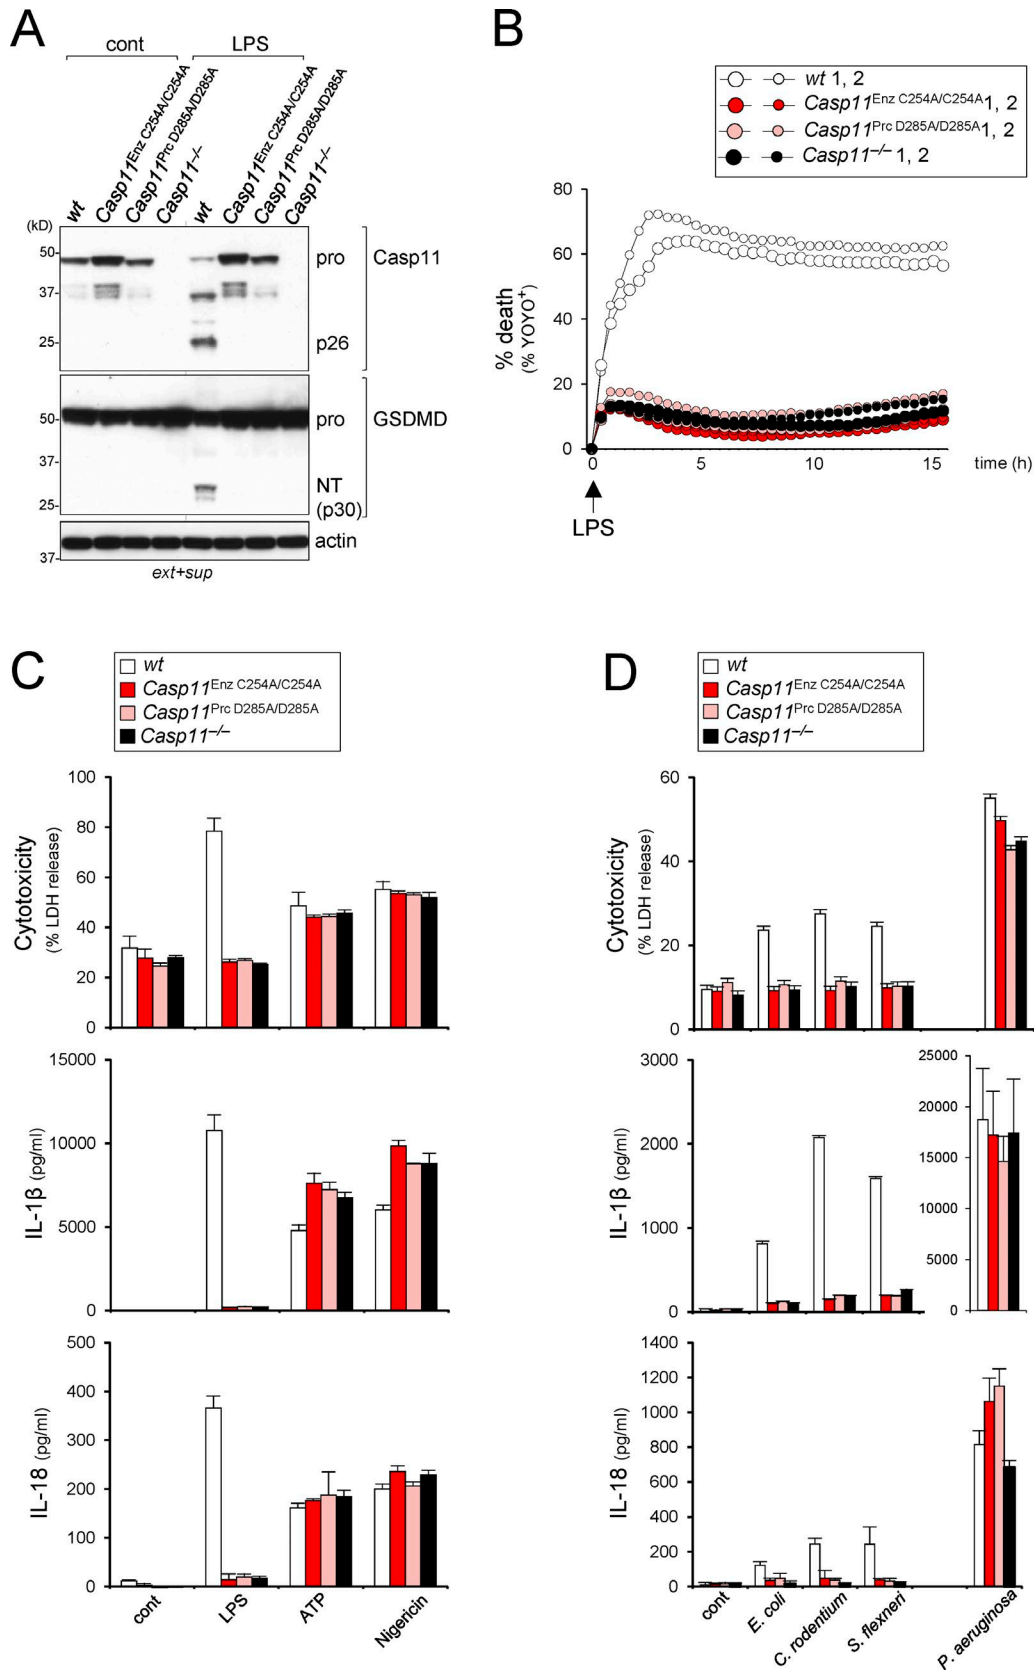 A
cont LPS
wt Casp11Enz C254A/C254A Casp11Prc D285A/D285A Casp11–/– wt Casp11Enz C254A/C254A Casp11Prc D285A/D285A Casp11–/–
(kD)
50 pro Casp11
37
25 p26
50 pro GSDMD
37
NT
25 (p30)
actin
37
ext+sup
B
wt 1, 2
Casp11Enz C254A/C254A1, 2
Casp11Prc D285A/D285A1, 2
Casp11–/– 1, 2
% death
(% YOYO+)
80
60
40
20
0
0 5 10 15 time (h)
LPS
C
wt
Casp11Enz C254A/C254A
Casp11Prc D285A/D285A
Casp11–/–
Cytotoxicity
(% LDH release)
100
80
60
40
20
0
IL-1β (pg/ml)
15000
10000
5000
0
IL-18 (pg/ml)
500
400
300
200
100
0
cont LPS ATP Nigericin
D
wt
Casp11Enz C254A/C254A
Casp11Prc D285A/D285A
Casp11–/–
Cytotoxicity
(% LDH release)
60
40
20
0
IL-1β (pg/ml)
3000
2000
1000
0
25000
20000
15000
10000
5000
0
IL-18 (pg/ml)
1400
1200
1000
800
600
400
200
0
cont E. coli C. rodentium S. flexneri P. aeruginosa